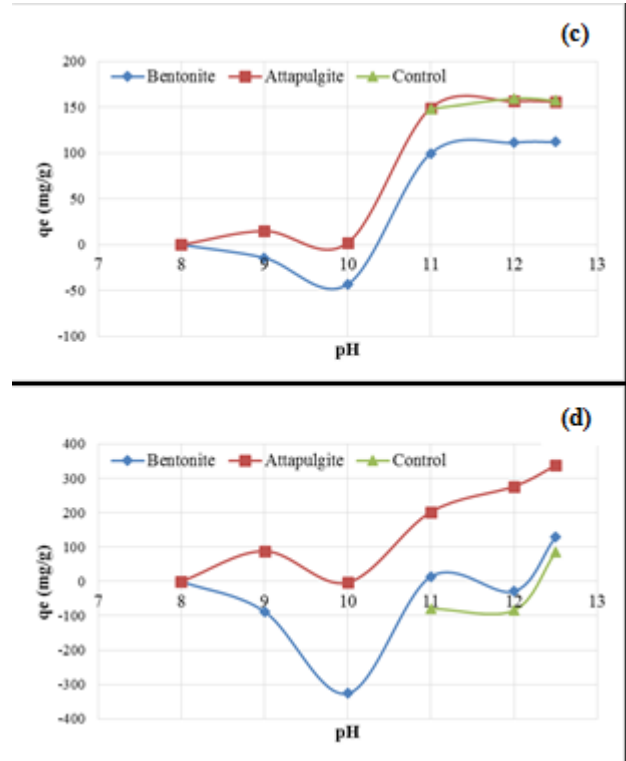 (c)
200
Bentonite Attapulgite Control
150
100
50
0
7 8 9 10 11 12 13
-50
-100
qe (mg/g)
pH
(d)
400
Bentonite Attapulgite Control
300
200
100
0
7 8 9 10 11 12 13
-100
-200
-300
-400
qe (mg/g)
pH